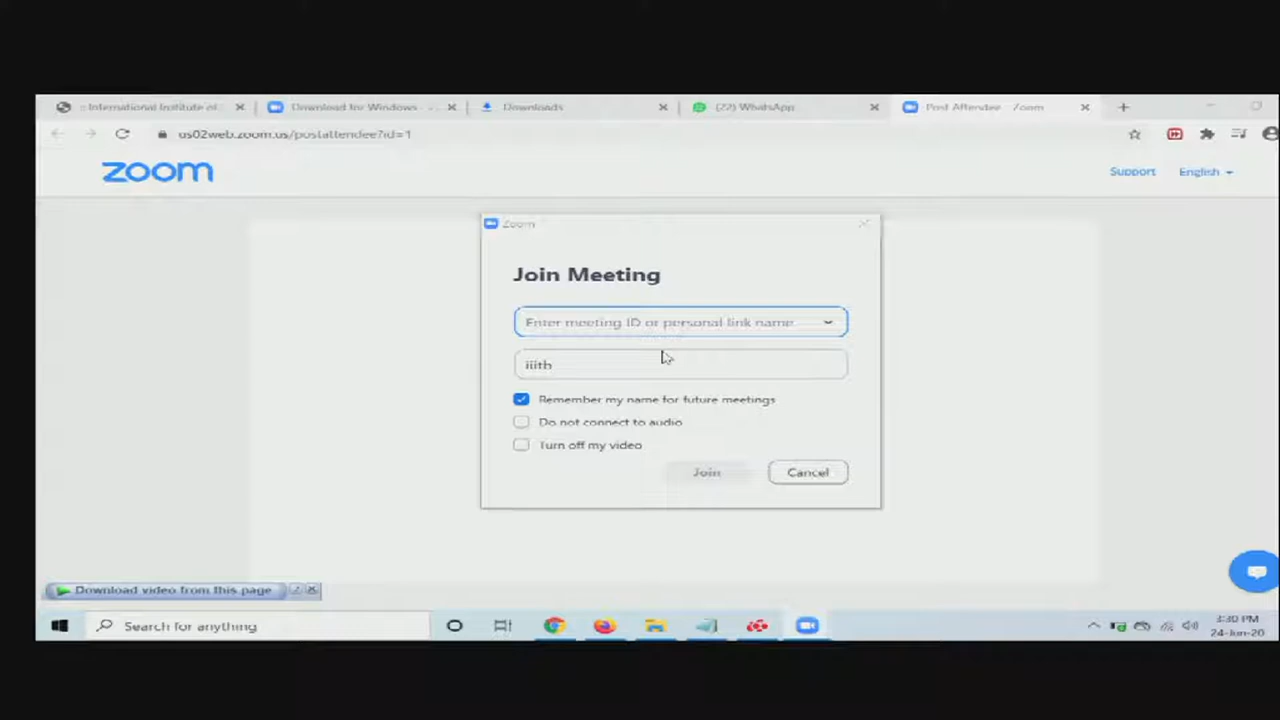 International Institute of
Download for Windows - ...
Downloads
(22) WhatsApp
Post Attendee - Zoom
us02web.zoom.us/postattendee?id=1
zoom
Support
English
Zoom
Join Meeting
Enter meeting ID or personal link name
iiitb
Remember my name for future meetings
Do not connect to audio
Turn off my video
Join
Cancel
Download video from this page
Search for anything
3:30 PM
24-Jun-20